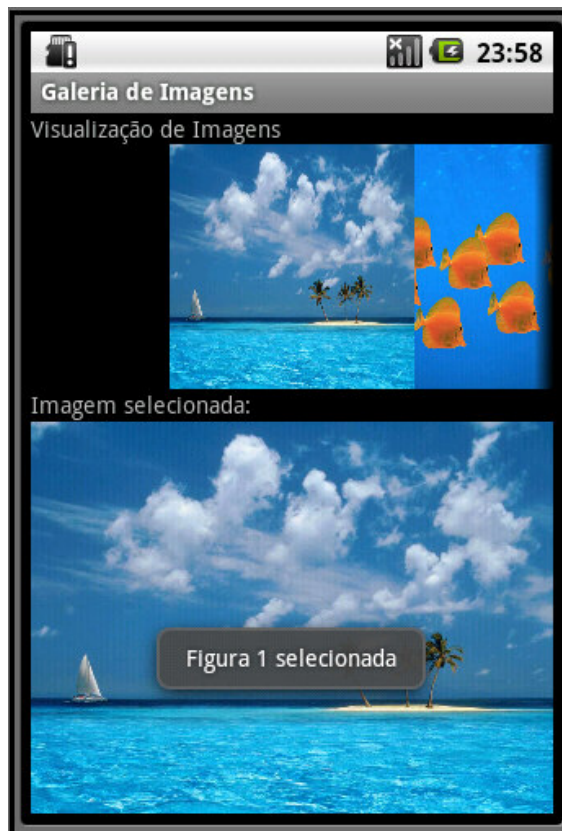 23:58
Galeria de Imagens
Visualização de Imagens
Imagem selecionada:
Figura 1 selecionada